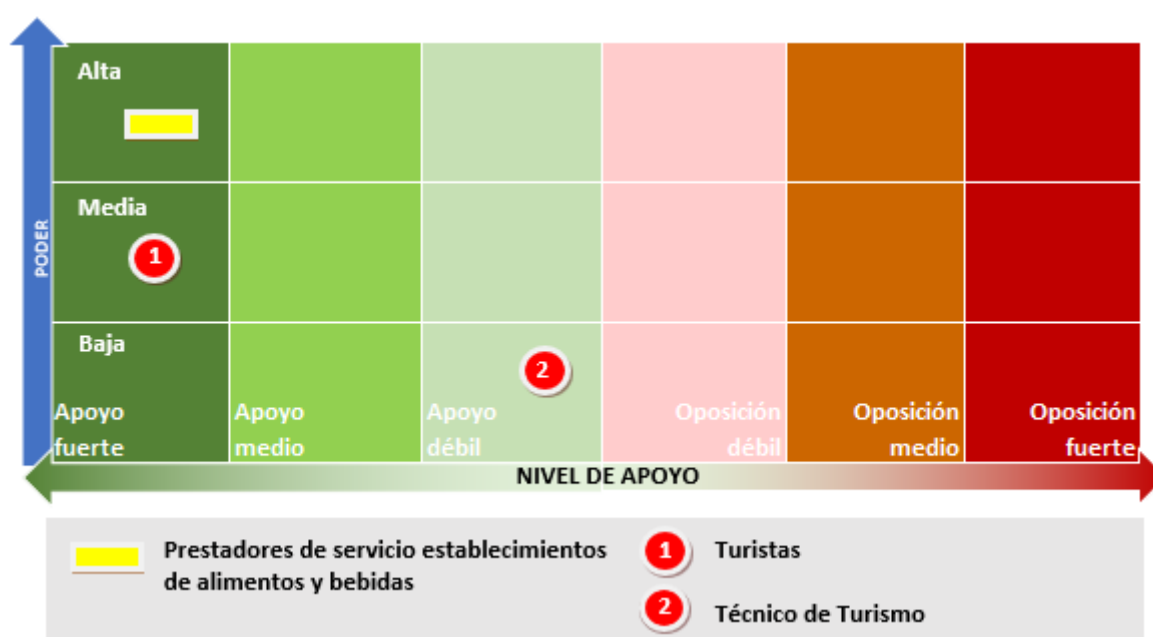 Alta
Media
1
PODER
Baja
2
Apoyo
fuerte
Apoyo
medio
Apoyo
débil
Oposición
débil
Oposición
medio
Oposición
fuerte
NIVEL DE APOYO
Prestadores de servicio establecimientos
de alimentos y bebidas
1 Turistas
2 Técnico de Turismo